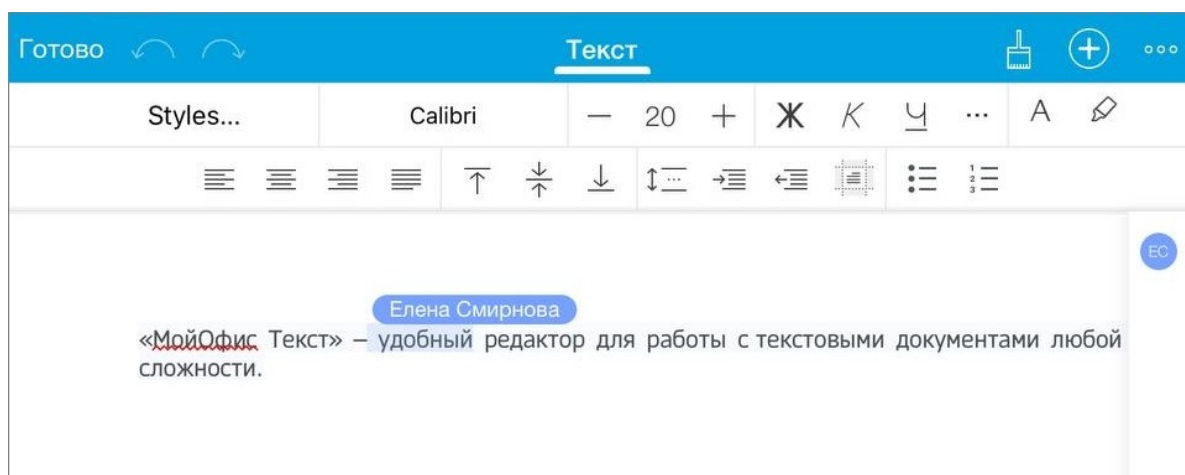 Готово Текст
Styles... Calibri — 20 + Ж К Ч ... А
ЕС
Елена Смирнова
«МойОфис Текст» – удобный редактор для работы с текстовыми документами любой
сложности.